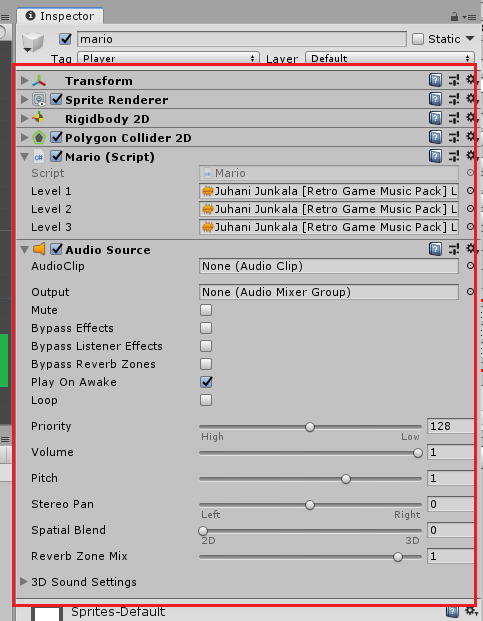 Inspector
mario
Static
Tag Player Layer Default
Transform
Sprite Renderer
Rigidbody 2D
Polygon Collider 2D
Mario (Script)
Script Mario
Level 1 Juhani Junkala [Retro Game Music Pack] L
Level 2 Juhani Junkala [Retro Game Music Pack] L
Level 3 Juhani Junkala [Retro Game Music Pack] L
Audio Source
AudioClip None (Audio Clip)
Output None (Audio Mixer Group)
Mute
Bypass Effects
Bypass Listener Effects
Bypass Reverb Zones
Play On Awake
Loop
Priority 128
High Low
Volume 1
Pitch 1
Stereo Pan 0
Left Right
Spatial Blend 0
2D 3D
Reverb Zone Mix 1
3D Sound Settings
Sprites-Default